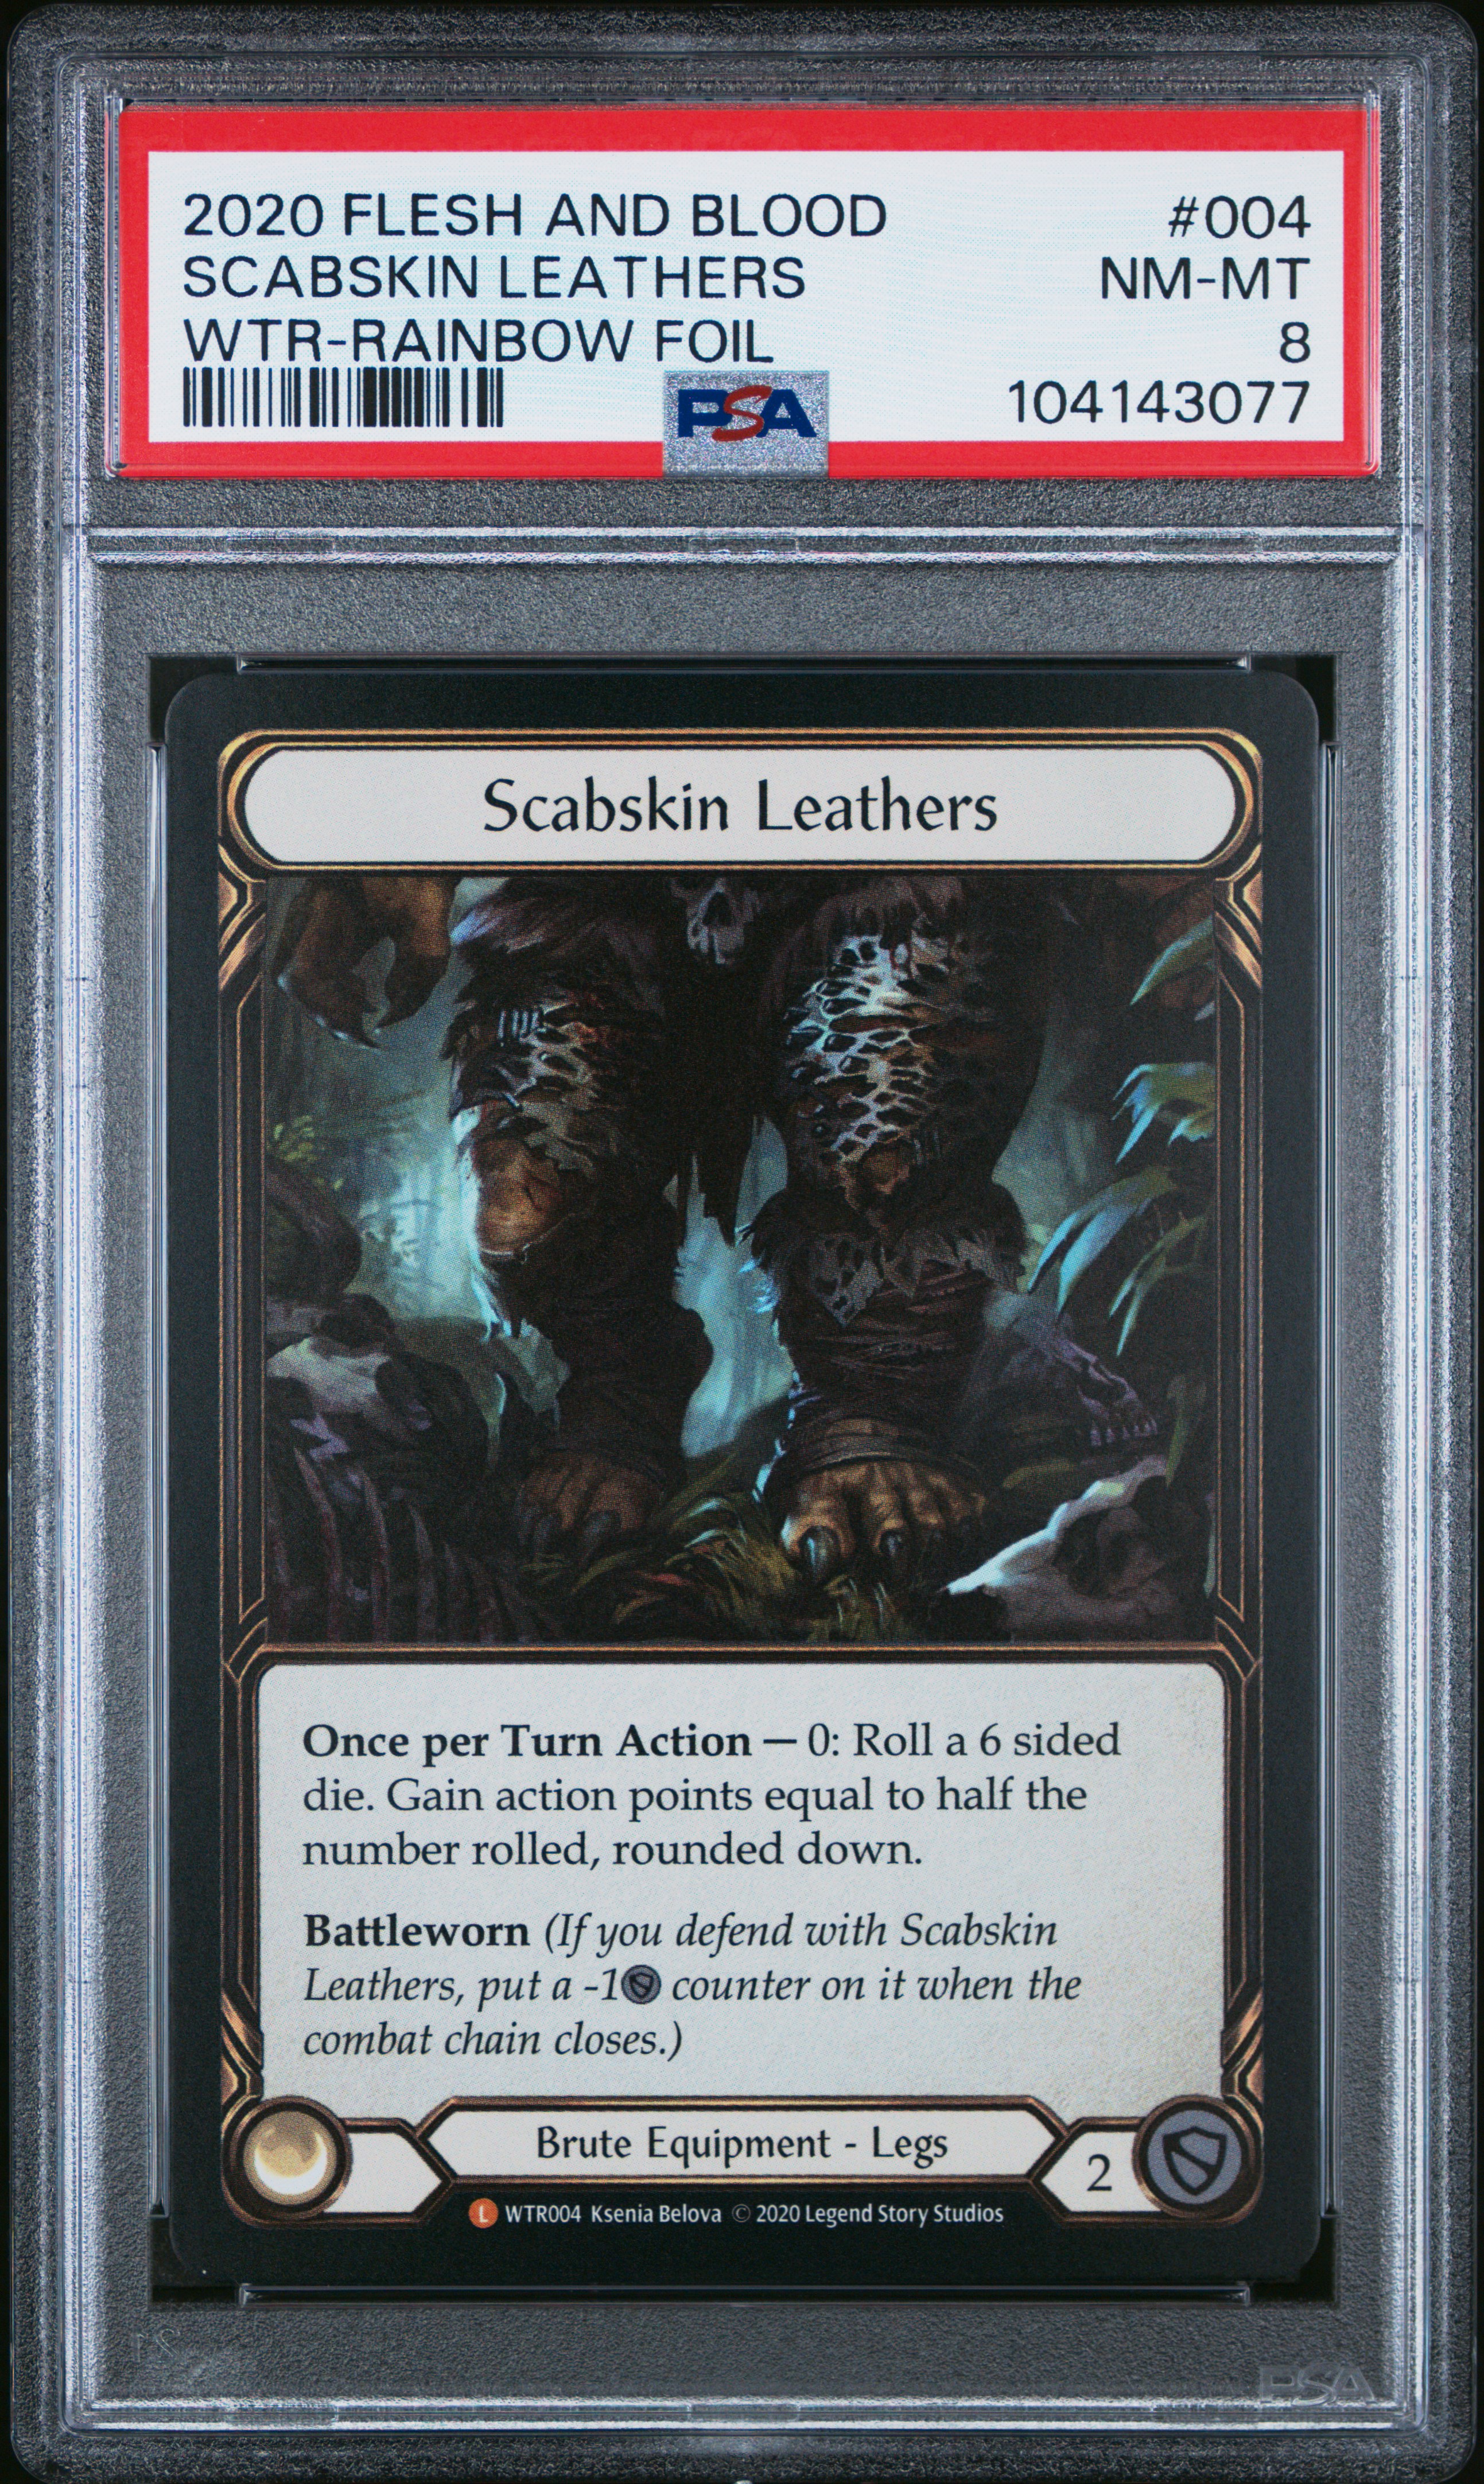 2020 FLESH AND BLOOD #004
SCABSKIN LEATHERS NM-MT
WTR-RAINBOW FOIL 8
PSA 104143077
Scabskin Leathers
Once per Turn Action — 0: Roll a 6 sided
die. Gain action points equal to half the
number rolled, rounded down.
Battleworn (If you defend with Scabskin
Leathers, put a -1 counter on it when the
combat chain closes.)
Brute Equipment - Legs
2
L WTR004 Ksenia Belova © 2020 Legend Story Studios
PSA